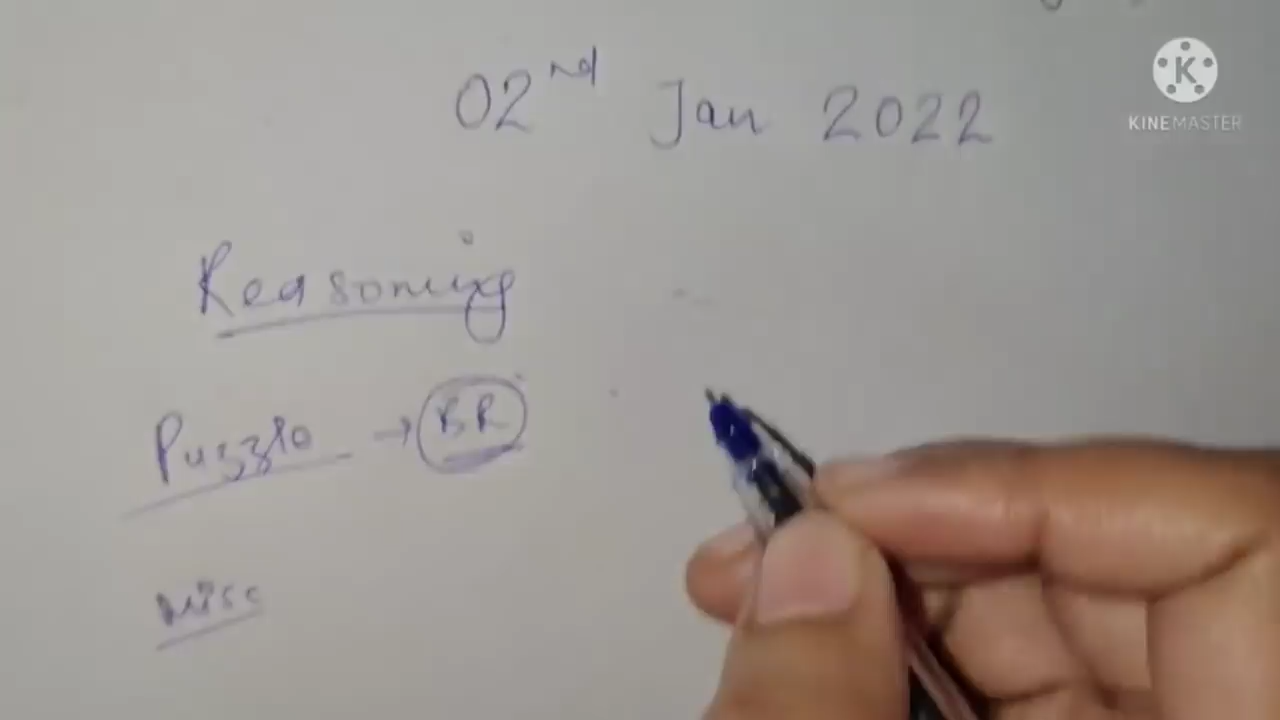 02nd Jan 2022
K
KINEMASTER
Reasoning
Puzzle → BR
Misc